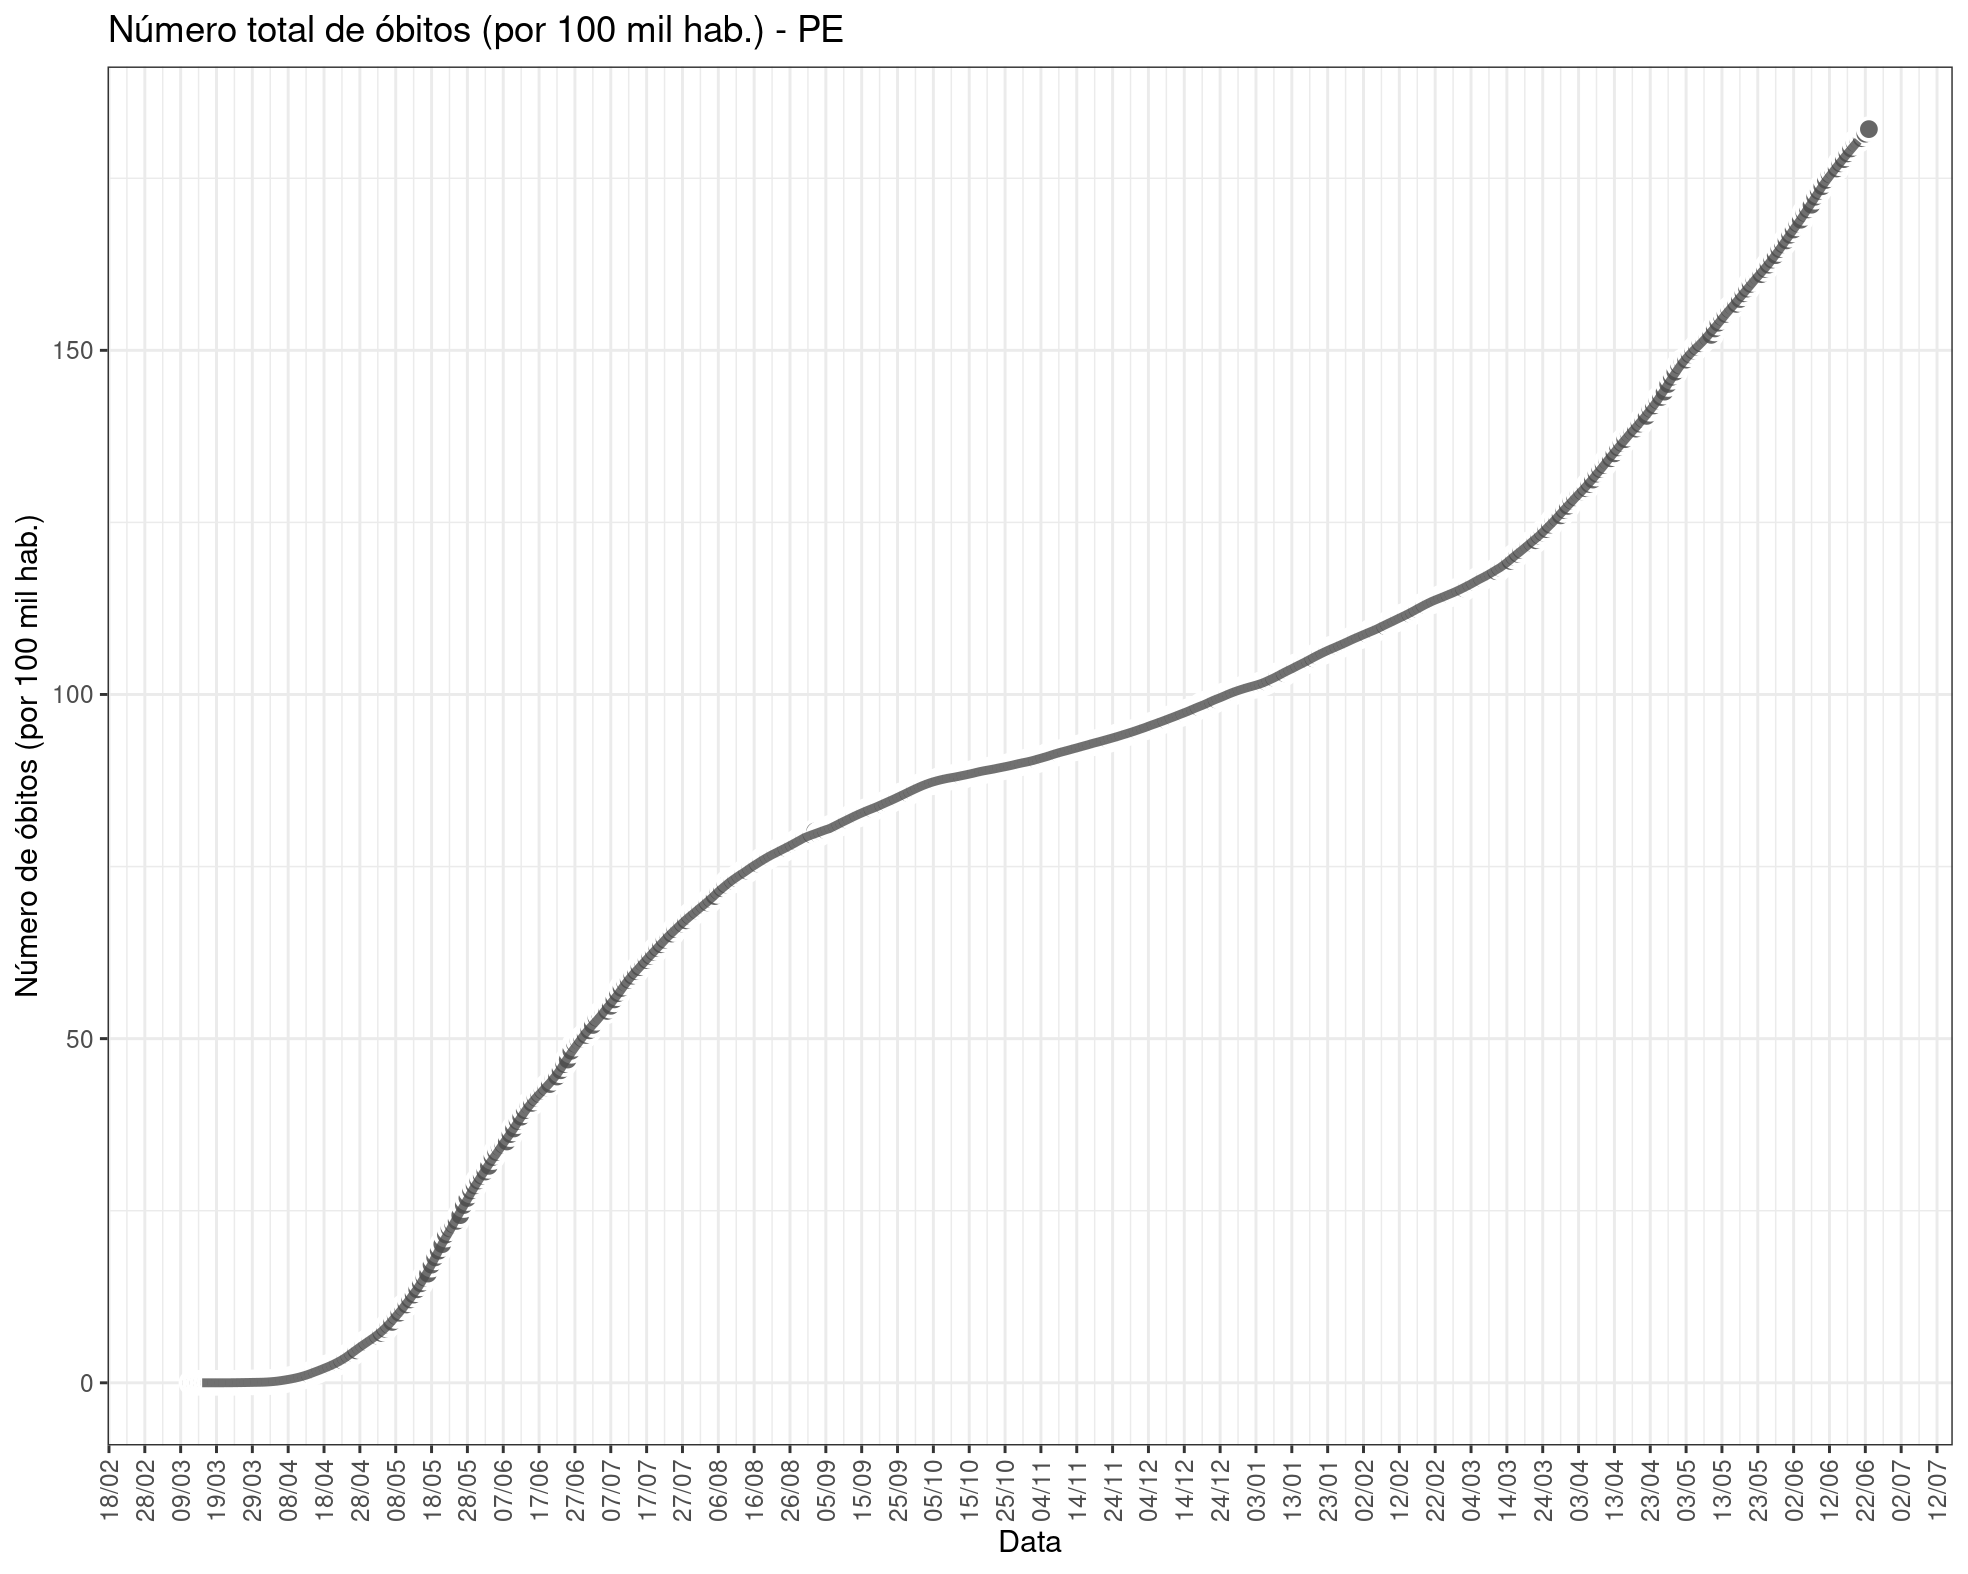 Número total de óbitos (por 100 mil hab.) - PE
Número de óbitos (por 100 mil hab.)
150
100
50
0
18/02 28/02 09/03 19/03 29/03 08/04 18/04 28/04 08/05 18/05 28/05 07/06 17/06 27/06 07/07 17/07 27/07 06/08 16/08 26/08 05/09 15/09 25/09 05/10 15/10 25/10 04/11 14/11 24/11 04/12 14/12 24/12 03/01 13/01 23/01 02/02 12/02 22/02 04/03 14/03 24/03 03/04 13/04 23/04 03/05 13/05 23/05 02/06 12/06 22/06 02/07 12/07
Data